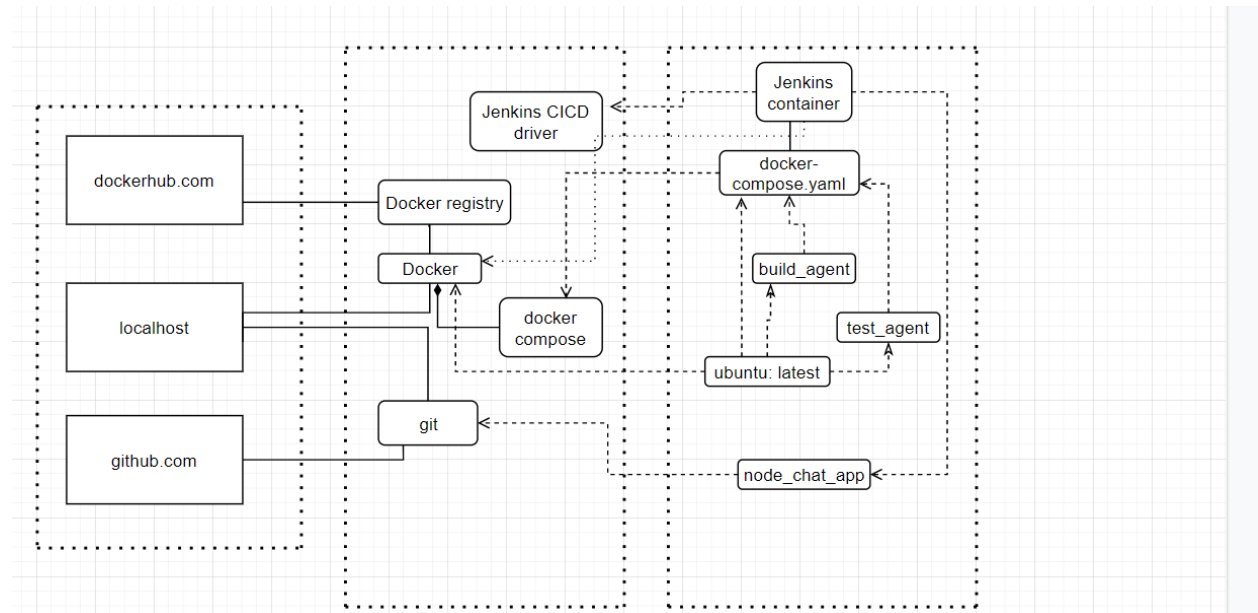 dockerhub.com
localhost
github.com
Jenkins CICD
driver
Docker registry
Docker
docker
compose
git
Jenkins
container
docker-
compose.yaml
build_agent
test_agent
ubuntu: latest
node_chat_app